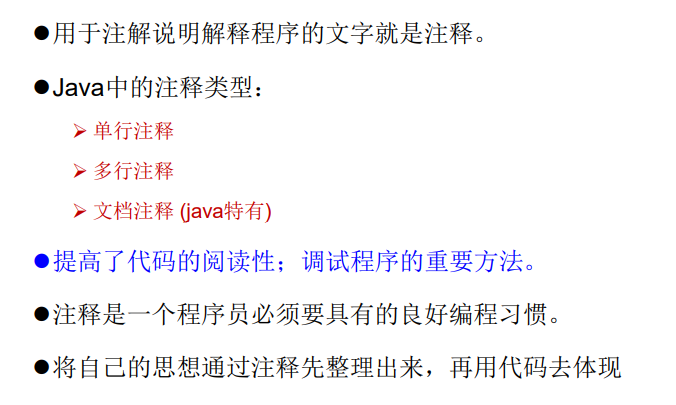 ●用于注解说明解释程序的文字就是注释。
●Java中的注释类型：
➢ 单行注释
➢ 多行注释
➢ 文档注释 (java特有)
●提高了代码的阅读性；调试程序的重要方法。
●注释是一个程序员必须要具有的良好编程习惯。
●将自己的思想通过注释先整理出来，再用代码去体现